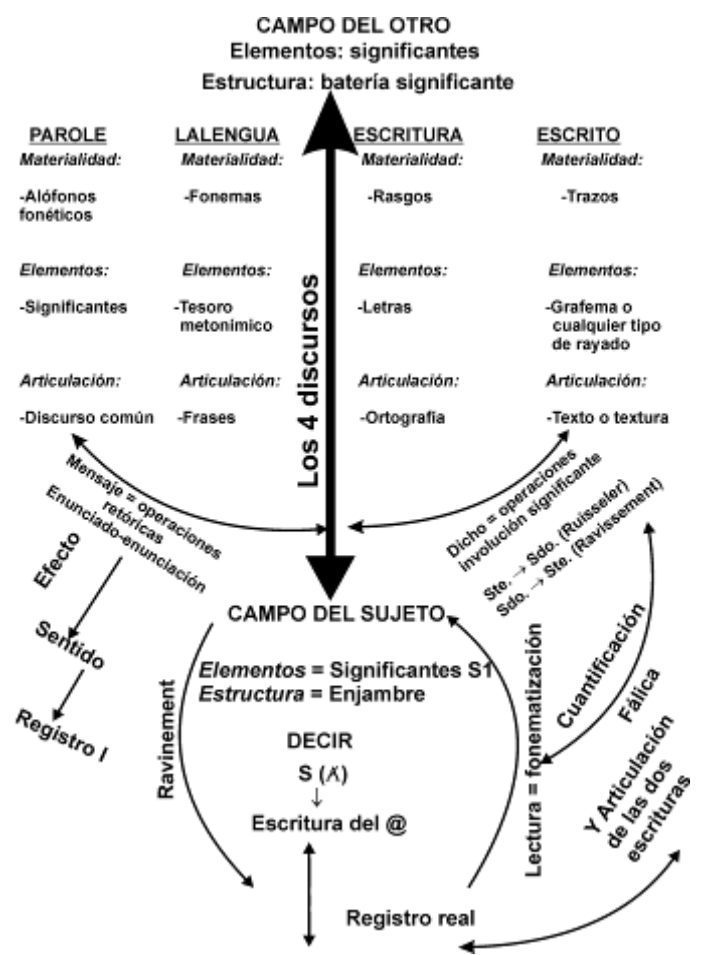 CAMPO DEL OTRO
Elementos: significantes
Estructura: batería significante
PAROLE
Materialidad:
-Alófonos
fonéticos
Elementos:
-Significantes
Articulación:
-Discurso común
LALENGUA
Materialidad:
-Fonemas
Elementos:
-Tesoro
metonímico
Articulación:
-Frases
Los 4 discursos
ESCRITURA
Materialidad:
-Rasgos
Elementos:
-Letras
Articulación:
-Ortografía
ESCRITO
Materialidad:
-Trazos
Elementos:
-Grafema o
cualquier tipo
de rayado
Articulación:
-Texto o textura
Mensaje = operaciones
retóricas
Enunciado-enunciación
Efecto
Sentido
Registro I
Dicho = operaciones
involución significante
Ste. → Sdo. (Ruisseler)
Sdo. → Ste. (Ravissement)
CAMPO DEL SUJETO
Elementos = Significantes S1
Estructura = Enjambre
DECIR
S (Ⱥ)
↓
Escritura del @
Ravinement
Registro real
Lectura = fonematización
Cuantificación
Fálica
Y Articulación
de las dos
escrituras